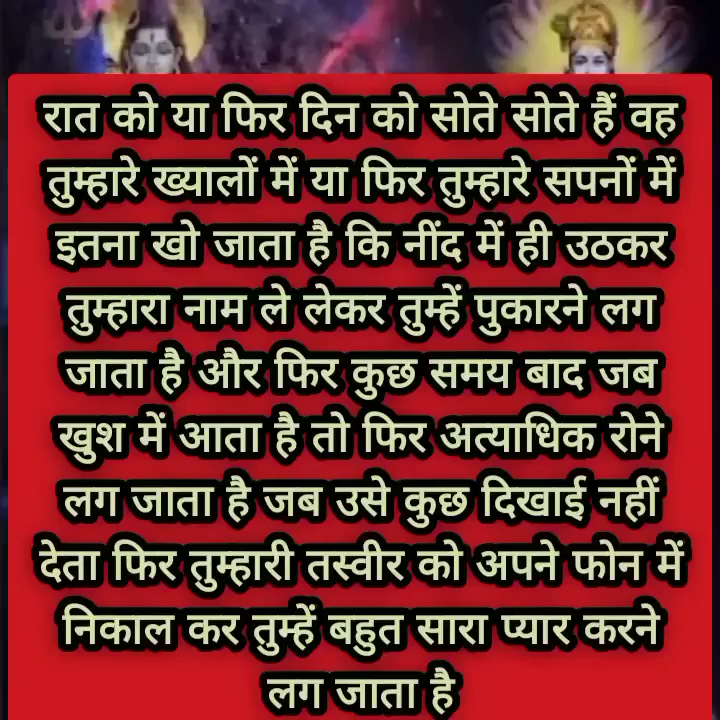 रात को या फिर दिन को सोते सोते हैं वह
तुम्हारे ख्यालों में या फिर तुम्हारे सपनों में
इतना खो जाता है कि नींद में ही उठकर
तुम्हारा नाम ले लेकर तुम्हें पुकारने लग
जाता है और फिर कुछ समय बाद जब
खुश में आता है तो फिर अत्याधिक रोने
लग जाता है जब उसे कुछ दिखाई नहीं
देता फिर तुम्हारी तस्वीर को अपने फोन में
निकाल कर तुम्हें बहुत सारा प्यार करने
लग जाता है